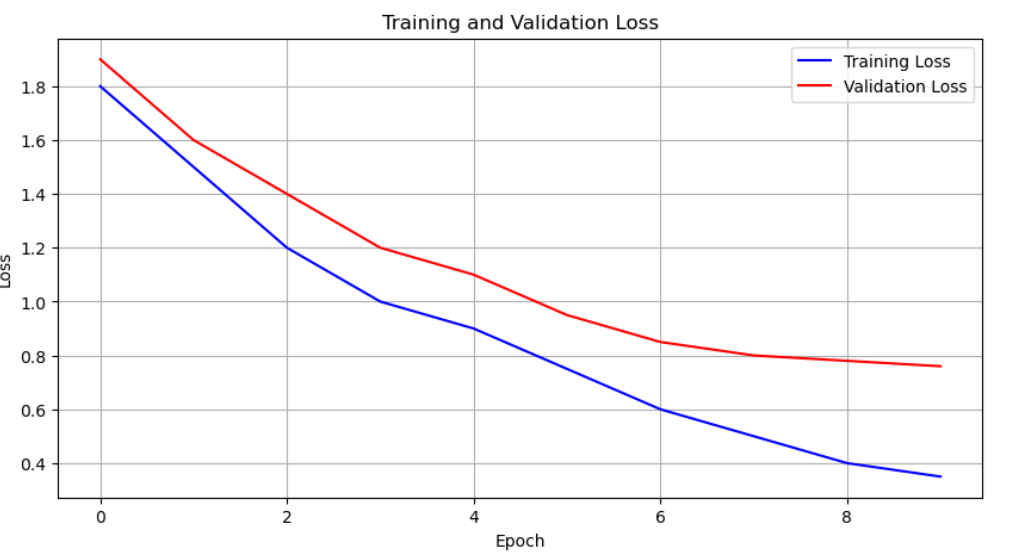 Training and Validation Loss
Training Loss
Validation Loss
1.8
1.6
1.4
1.2
1.0
0.8
0.6
0.4
Loss
0 2 4 6 8
Epoch